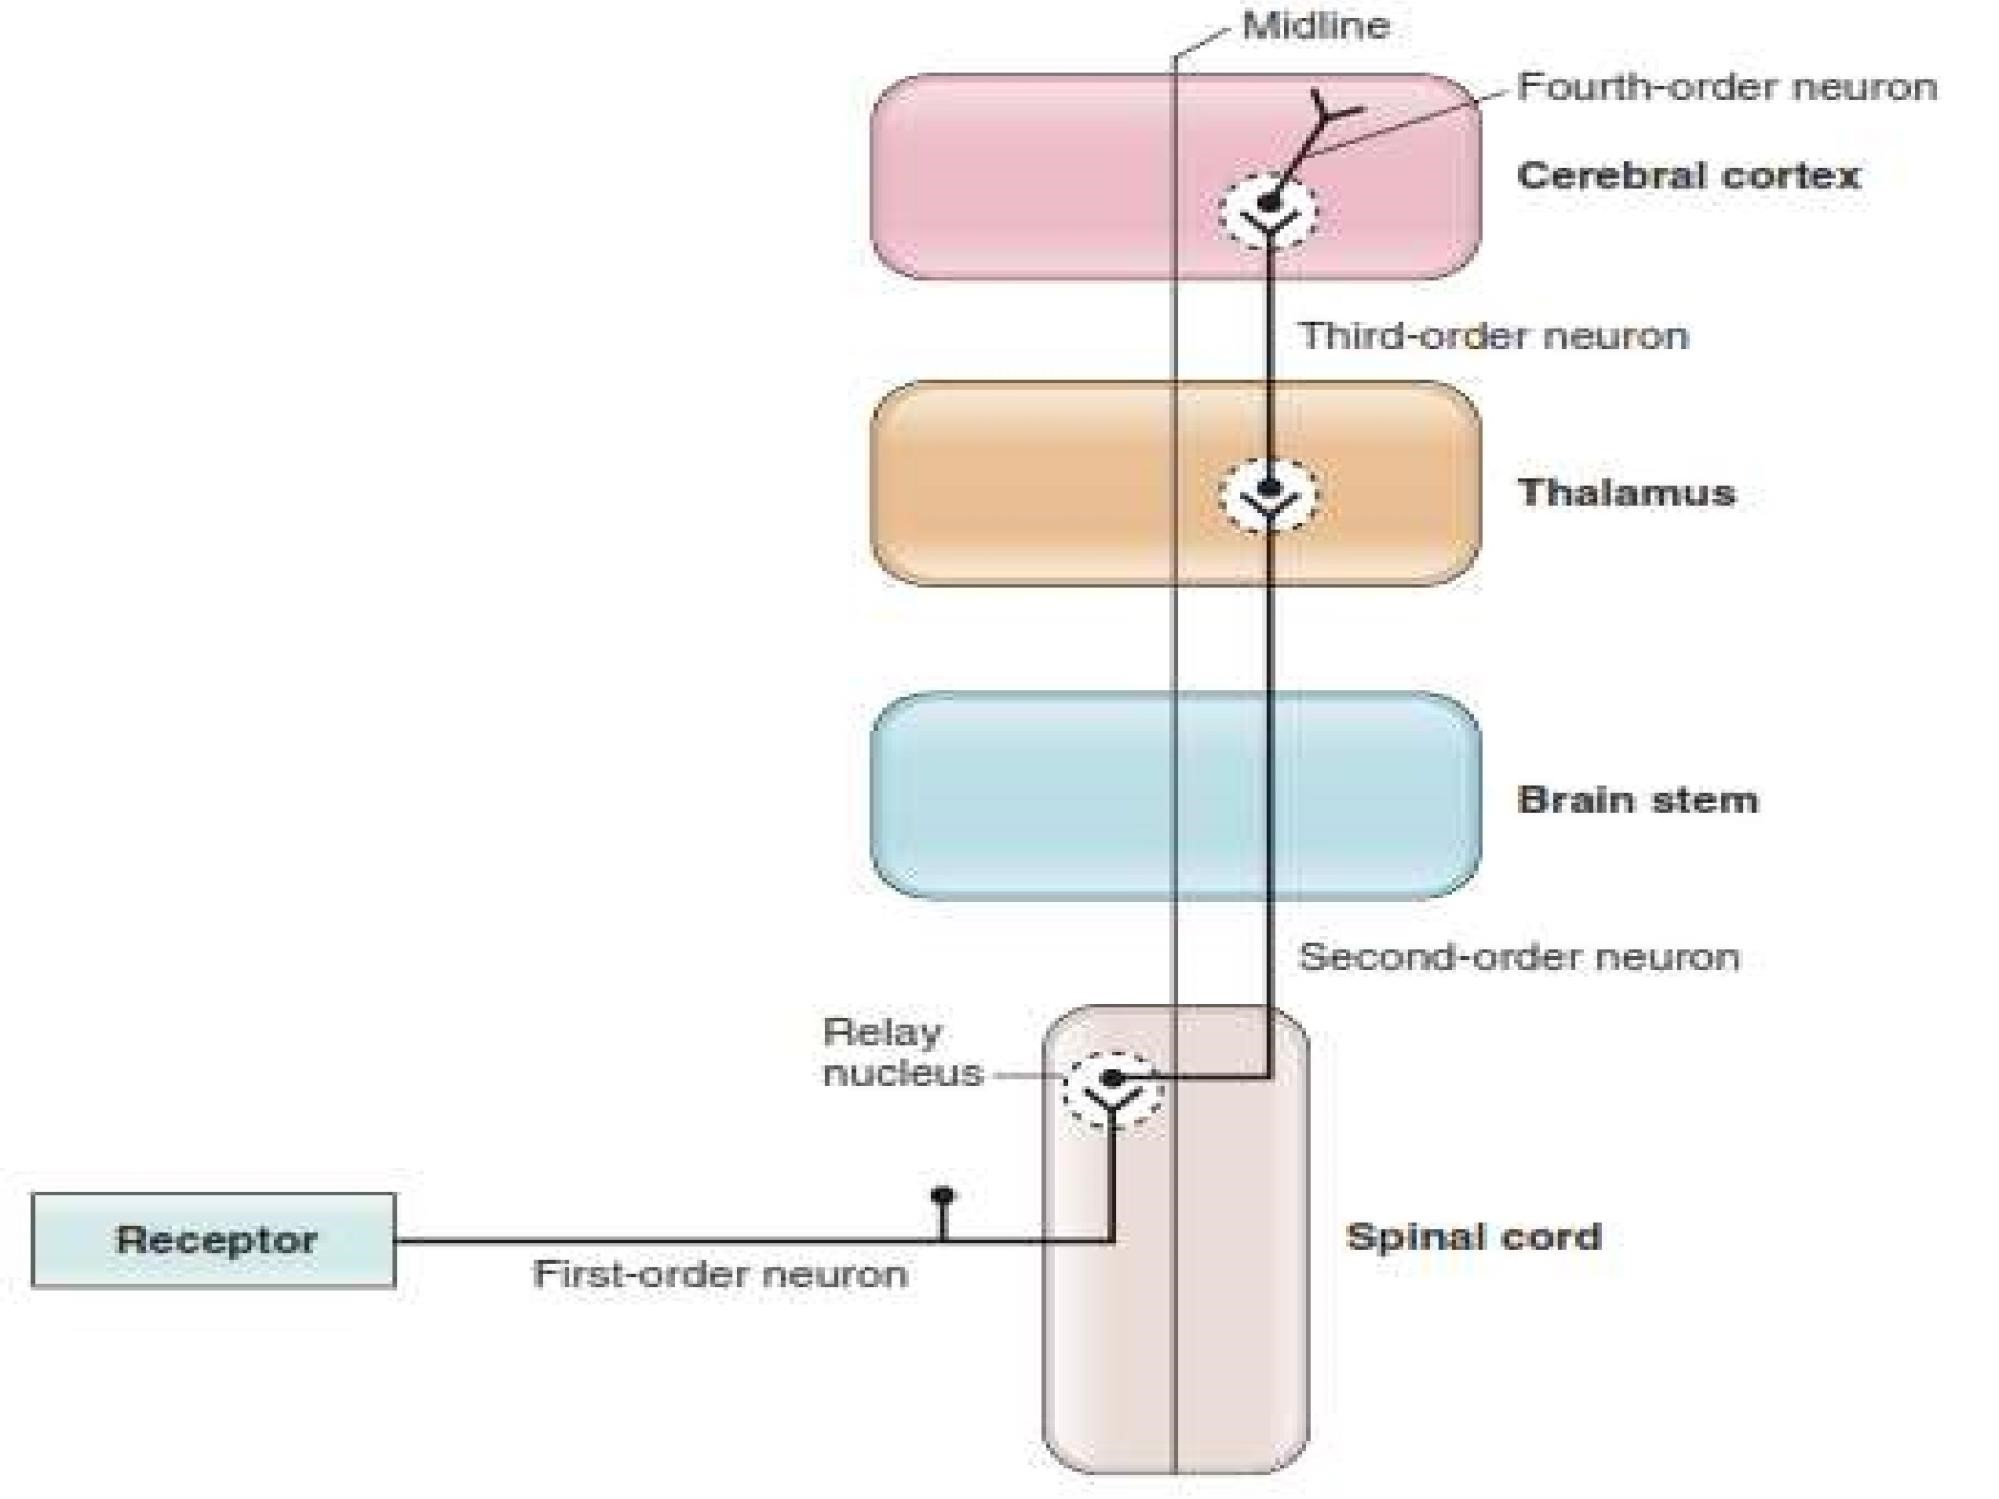 Midline
Fourth-order neuron
Cerebral cortex
Third-order neuron
Thalamus
Brain stem
Second-order neuron
Relay
nucleus
Receptor
First-order neuron
Spinal cord